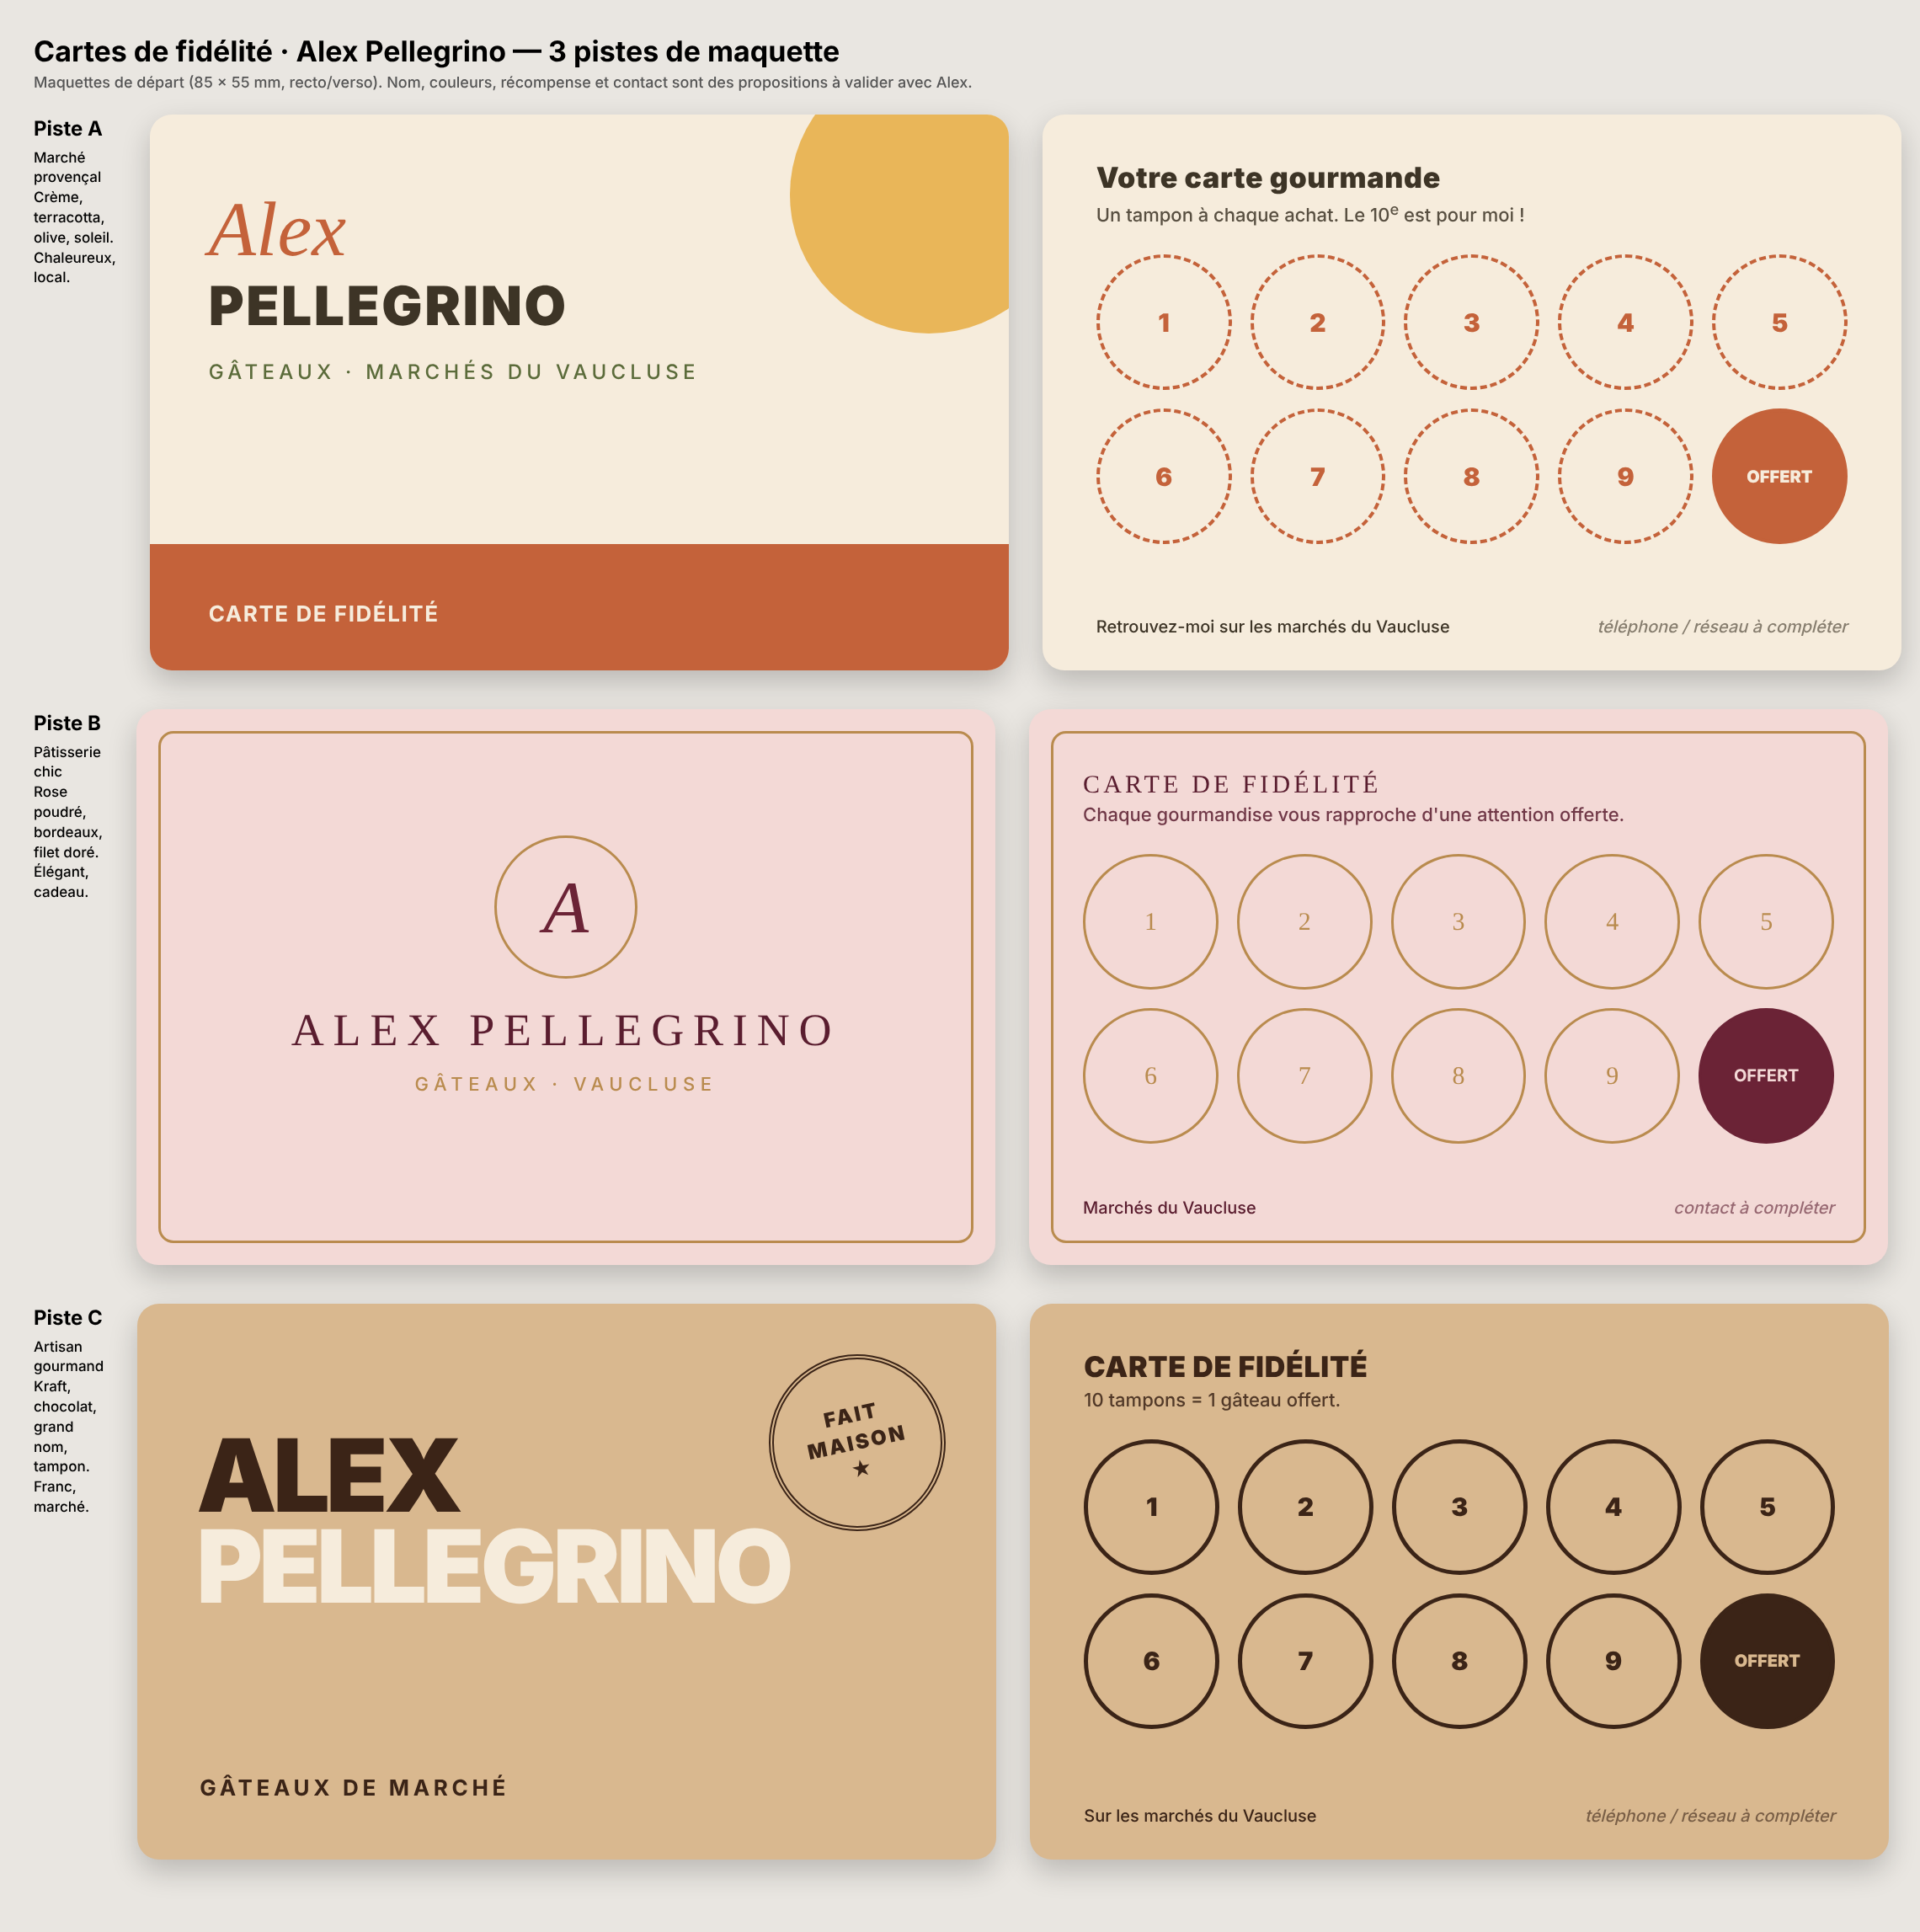 Cartes de fidélité · Alex Pellegrino — 3 pistes de maquette
Maquettes de départ (85 × 55 mm, recto/verso). Nom, couleurs, récompense et contact sont des propositions à valider avec Alex.
Piste A
Marché
provençal
Crème,
terracotta,
olive, soleil.
Chaleureux,
local.
Alex
PELLEGRINO
GÂTEAUX · MARCHÉS DU VAUCLUSE
CARTE DE FIDÉLITÉ
Votre carte gourmande
Un tampon à chaque achat. Le 10e est pour moi !
1 2 3 4 5
6 7 8 9 OFFERT
Retrouvez-moi sur les marchés du Vaucluse
téléphone / réseau à compléter
Piste B
Pâtisserie
chic
Rose
poudré,
bordeaux,
filet doré.
Élégant,
cadeau.
A
ALEX PELLEGRINO
GÂTEAUX · VAUCLUSE
CARTE DE FIDÉLITÉ
Chaque gourmandise vous rapproche d'une attention offerte.
1 2 3 4 5
6 7 8 9 OFFERT
Marchés du Vaucluse
contact à compléter
Piste C
Artisan
gourmand
Kraft,
chocolat,
grand
nom,
tampon.
Franc,
marché.
FAIT
MAISON
★
ALEX
PELLEGRINO
GÂTEAUX DE MARCHÉ
CARTE DE FIDÉLITÉ
10 tampons = 1 gâteau offert.
1 2 3 4 5
6 7 8 9 OFFERT
Sur les marchés du Vaucluse
téléphone / réseau à compléter